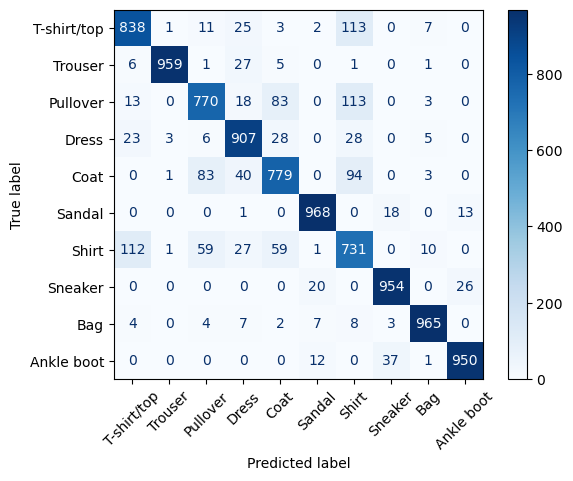 T-shirt/top 838 1 11 25 3 2 113 0 7 0
Trouser 6 959 1 27 5 0 1 0 1 0
Pullover 13 0 770 18 83 0 113 0 3 0
Dress 23 3 6 907 28 0 28 0 5 0
Coat 0 1 83 40 779 0 94 0 3 0
Sandal 0 0 0 1 0 968 0 18 0 13
Shirt 112 1 59 27 59 1 731 0 10 0
Sneaker 0 0 0 0 0 20 0 954 0 26
Bag 4 0 4 7 2 7 8 3 965 0
Ankle boot 0 0 0 0 0 12 0 37 1 950
T-shirt/top Trouser Pullover Dress Coat Sandal Shirt Sneaker Bag Ankle boot
Predicted label
True label
800
600
400
200
0